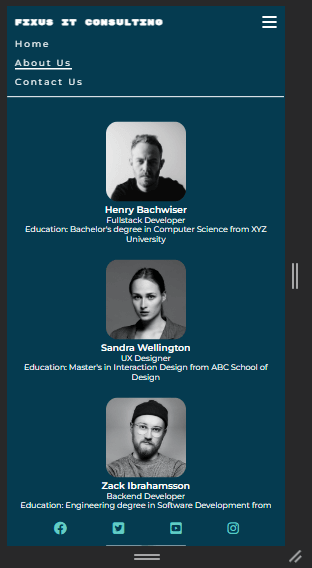 FIXUS IT CONSULTING
Home
About Us
Contact Us
Henry Bachwiser
Fullstack Developer
Education: Bachelor's degree in Computer Science from XYZ
University
Sandra Wellington
UX Designer
Education: Master's in Interaction Design from ABC School of
Design
Zack Ibrahamsson
Backend Developer
Education: Engineering degree in Software Development from